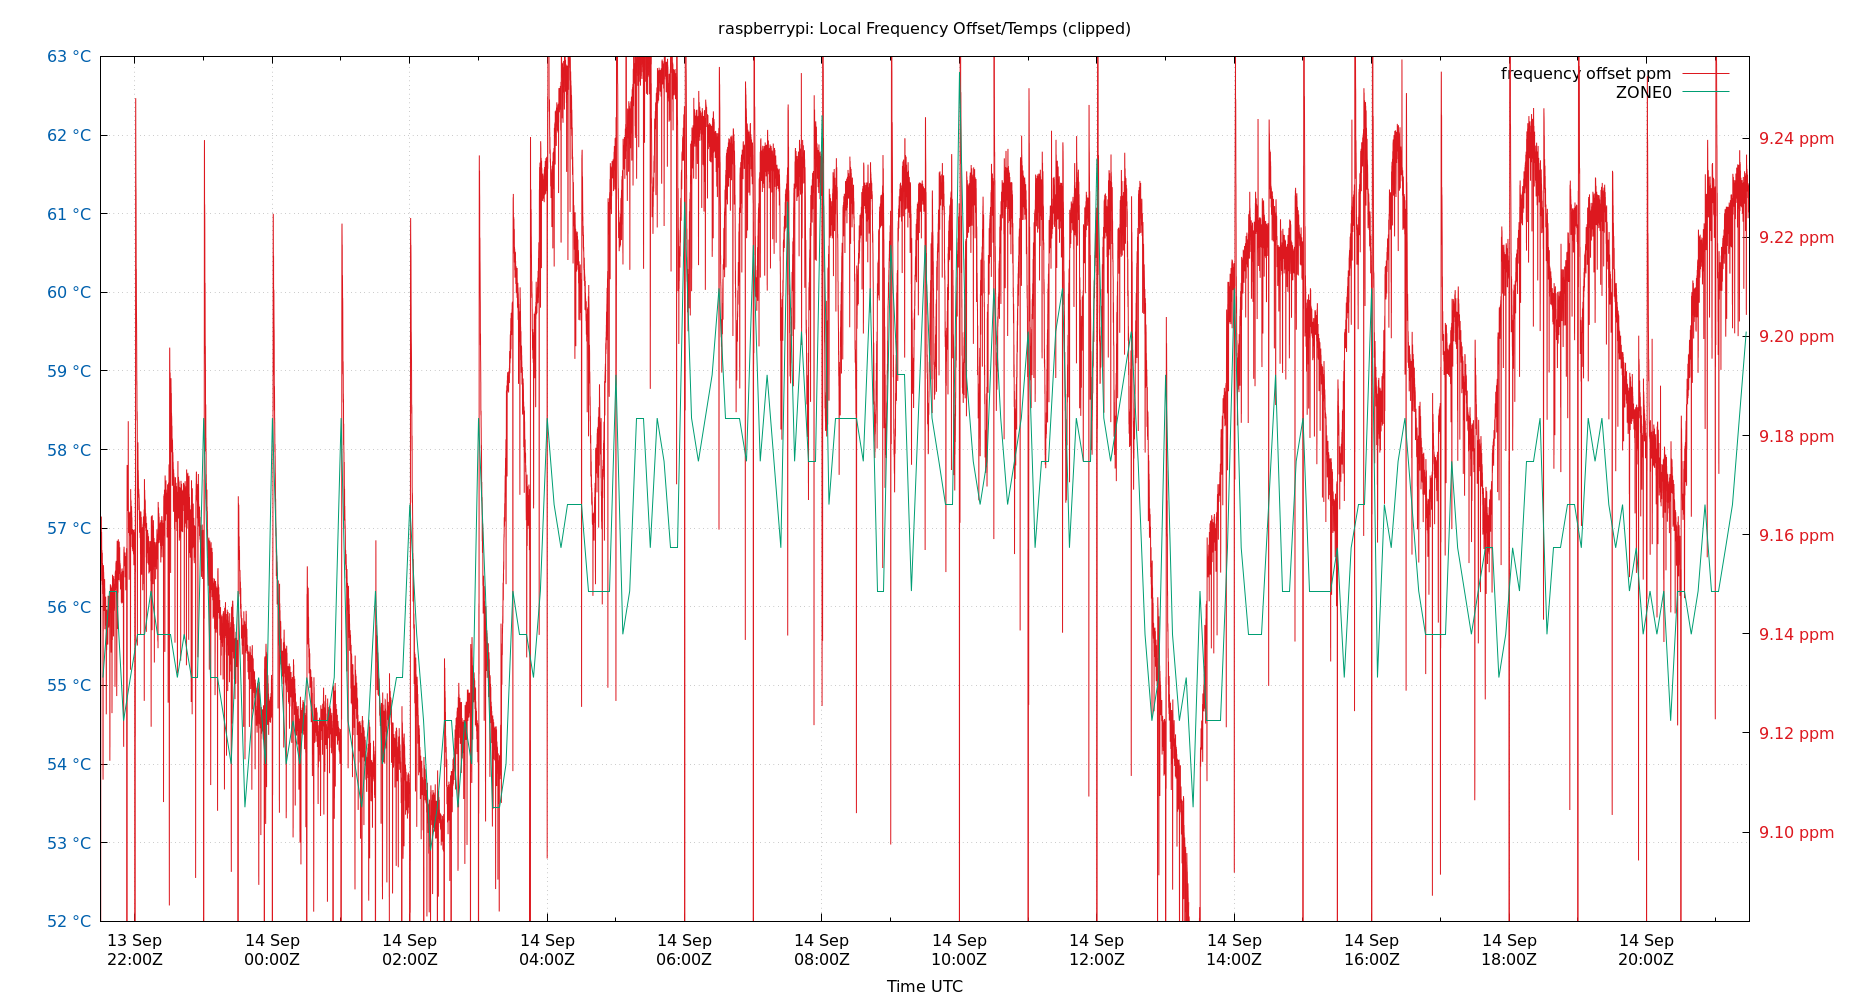 raspberrypi: Local Frequency Offset/Temps (clipped)
frequency offset ppm
ZONE0
63 °C
62 °C
61 °C
60 °C
59 °C
58 °C
57 °C
56 °C
55 °C
54 °C
53 °C
52 °C
9.24 ppm
9.22 ppm
9.20 ppm
9.18 ppm
9.16 ppm
9.14 ppm
9.12 ppm
9.10 ppm
13 Sep
22:00Z
14 Sep
00:00Z
14 Sep
02:00Z
14 Sep
04:00Z
14 Sep
06:00Z
14 Sep
08:00Z
14 Sep
10:00Z
14 Sep
12:00Z
14 Sep
14:00Z
14 Sep
16:00Z
14 Sep
18:00Z
14 Sep
20:00Z
Time UTC